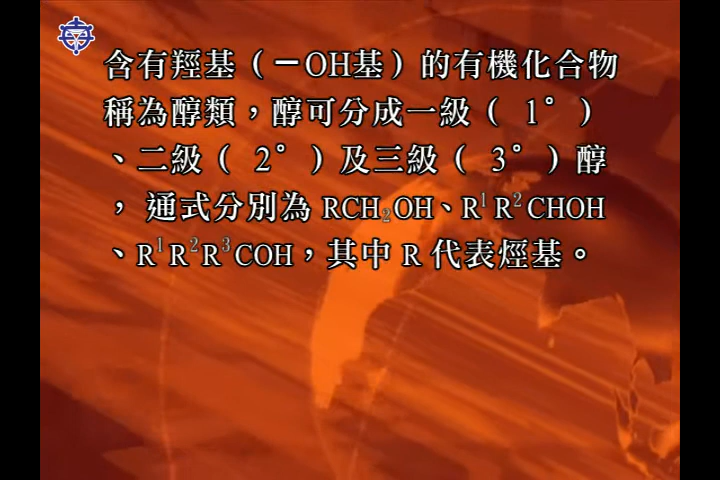 含有羥基（－OH基）的有機化合物
稱為醇類，醇可分成一級（ 1°）
、二級（ 2°）及三級（ 3°）醇
， 通式分別為 RCH₂OH、R¹R²CHOH
、R¹R²R³COH，其中 R 代表烴基。